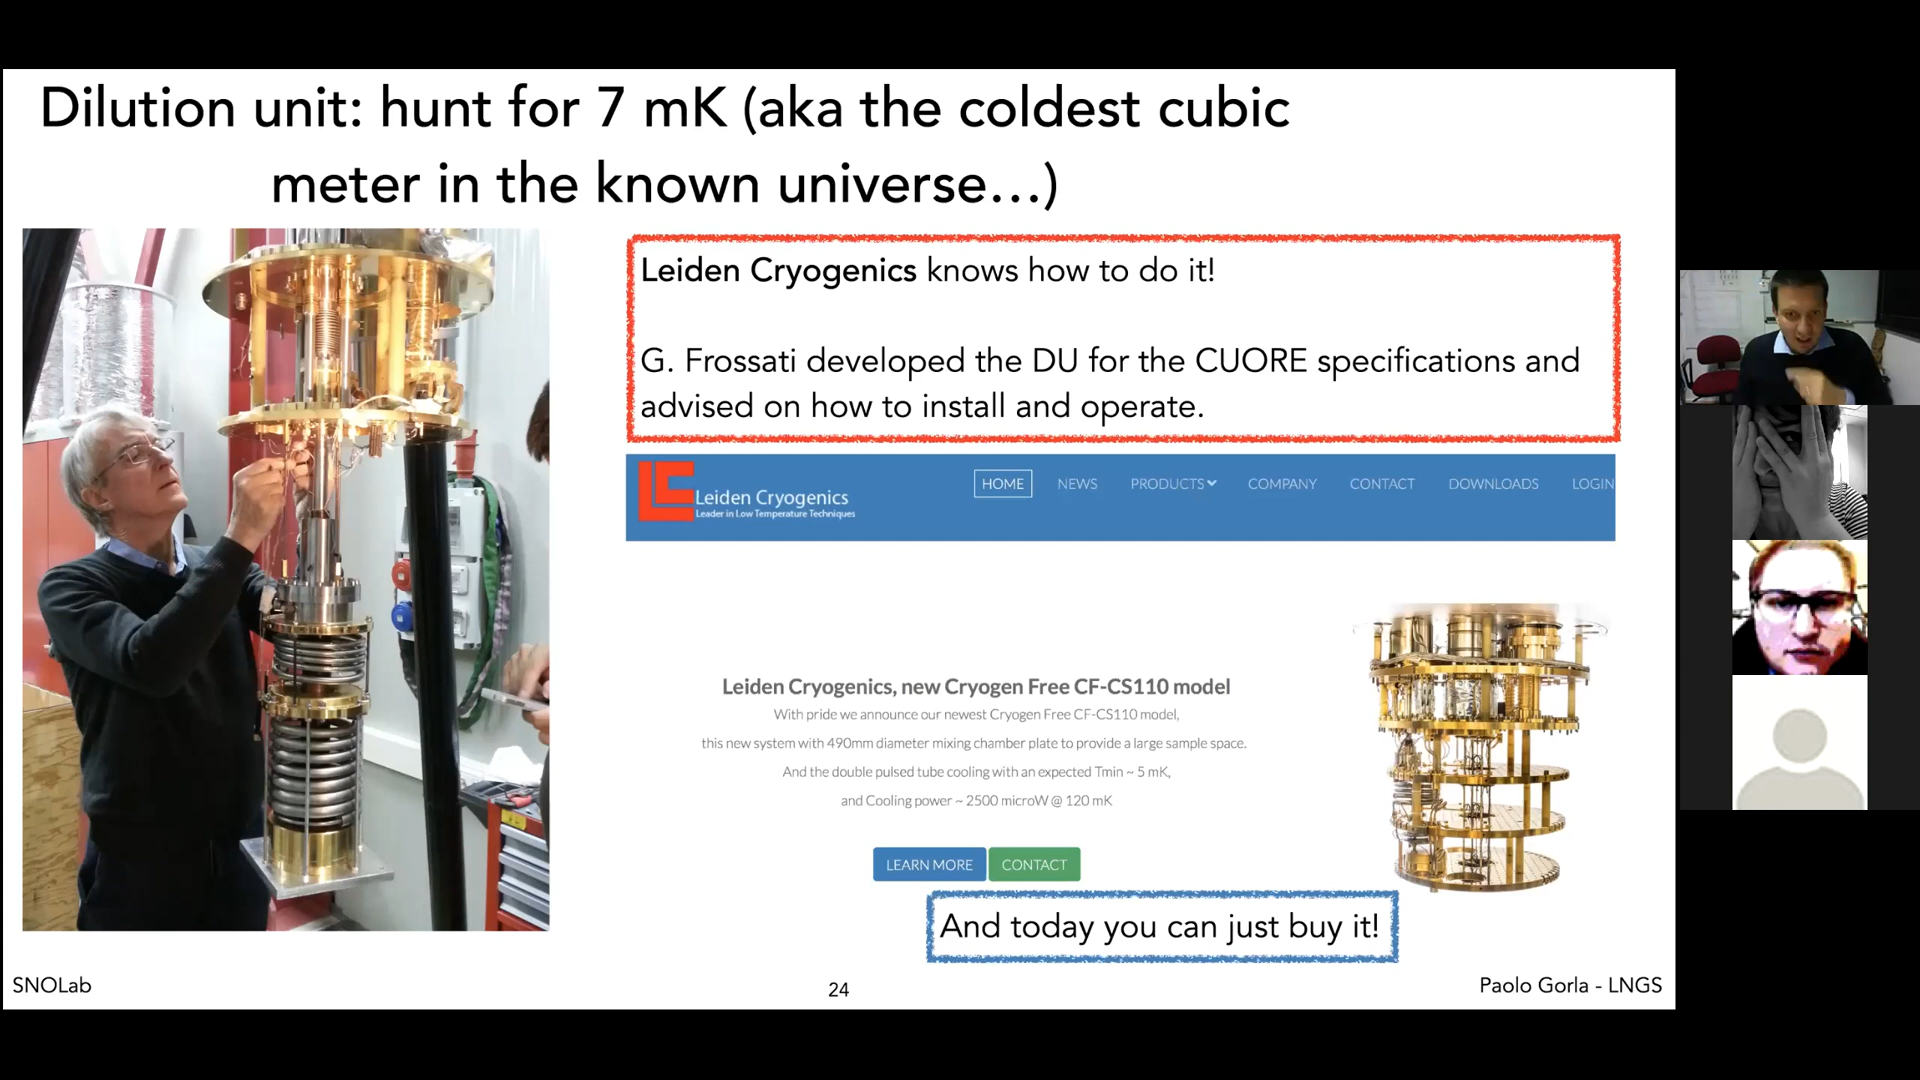 Dilution unit: hunt for 7 mK (aka the coldest cubic
meter in the known universe…)
Leiden Cryogenics knows how to do it!
G. Frossati developed the DU for the CUORE specifications and
advised on how to install and operate.
Leiden Cryogenics
Leader in Low Temperature Techniques
HOME NEWS PRODUCTS COMPANY CONTACT DOWNLOADS LOGIN
Leiden Cryogenics, new Cryogen Free CF-CS110 model
With pride we announce our newest Cryogen Free CF-CS110 model,
this new system with 490mm diameter mixing chamber plate to provide a large sample space.
And the double pulsed tube cooling with an expected Tmin ~ 5 mK,
and Cooling power ~ 2500 microW @ 120 mK
LEARN MORE CONTACT
And today you can just buy it!
SNOLab
24
Paolo Gorla - LNGS